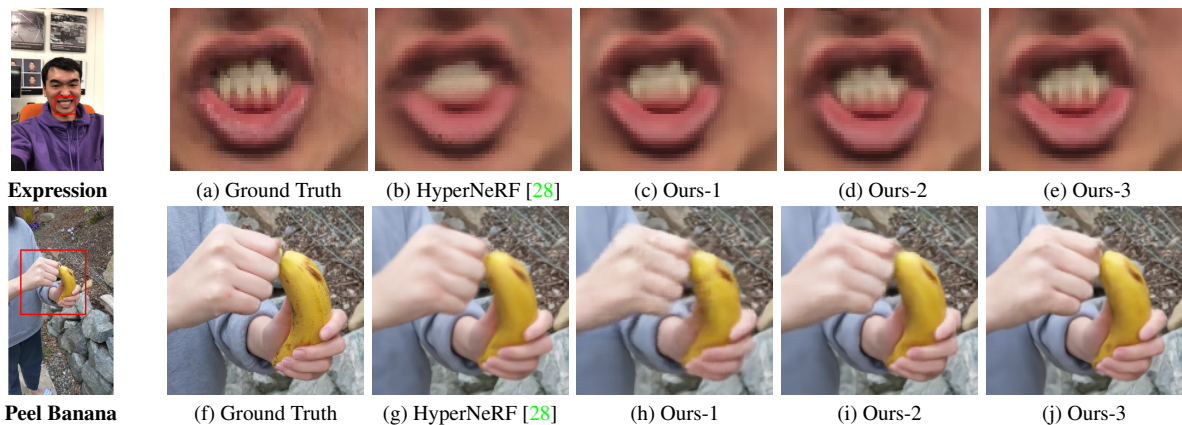 Expression
(a) Ground Truth
(b) HyperNeRF [28]
(c) Ours-1
(d) Ours-2
(e) Ours-3
Peel Banana
(f) Ground Truth
(g) HyperNeRF [28]
(h) Ours-1
(i) Ours-2
(j) Ours-3